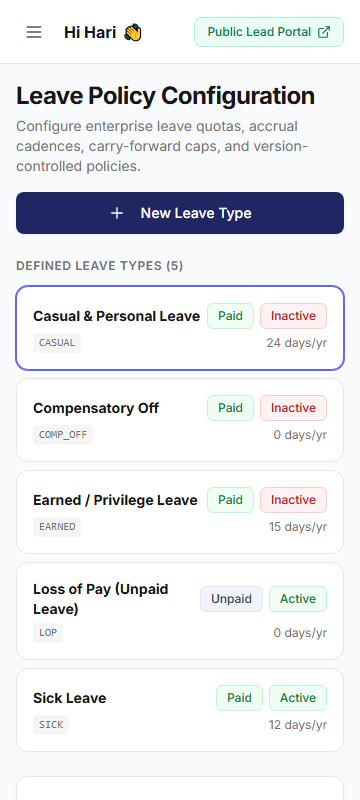 Hi Hari 👋
Public Lead Portal
Leave Policy Configuration
Configure enterprise leave quotas, accrual
cadences, carry-forward caps, and version-
controlled policies.
New Leave Type
DEFINED LEAVE TYPES (5)
Casual & Personal Leave Paid Inactive
CASUAL 24 days/yr
Compensatory Off Paid Inactive
COMP_OFF 0 days/yr
Earned / Privilege Leave Paid Inactive
EARNED 15 days/yr
Loss of Pay (Unpaid
Leave) Unpaid Active
LOP 0 days/yr
Sick Leave Paid Active
SICK 12 days/yr